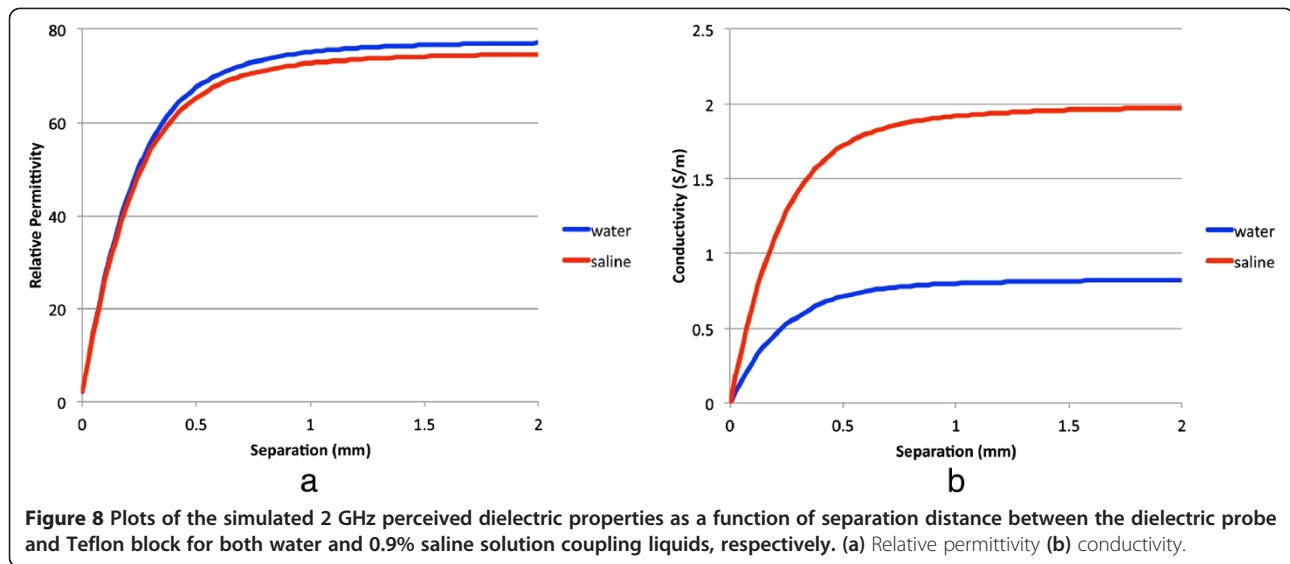 80
60
40
20
0
Relative Permittivity
0 0.5 1 1.5 2
Separation (mm)
water
saline
a
2.5
2
1.5
1
0.5
0
Conductivity (S/m)
0 0.5 1 1.5 2
Separation (mm)
water
saline
b
Figure 8 Plots of the simulated 2 GHz perceived dielectric properties as a function of separation distance between the dielectric probe
and Teflon block for both water and 0.9% saline solution coupling liquids, respectively. (a) Relative permittivity (b) conductivity.